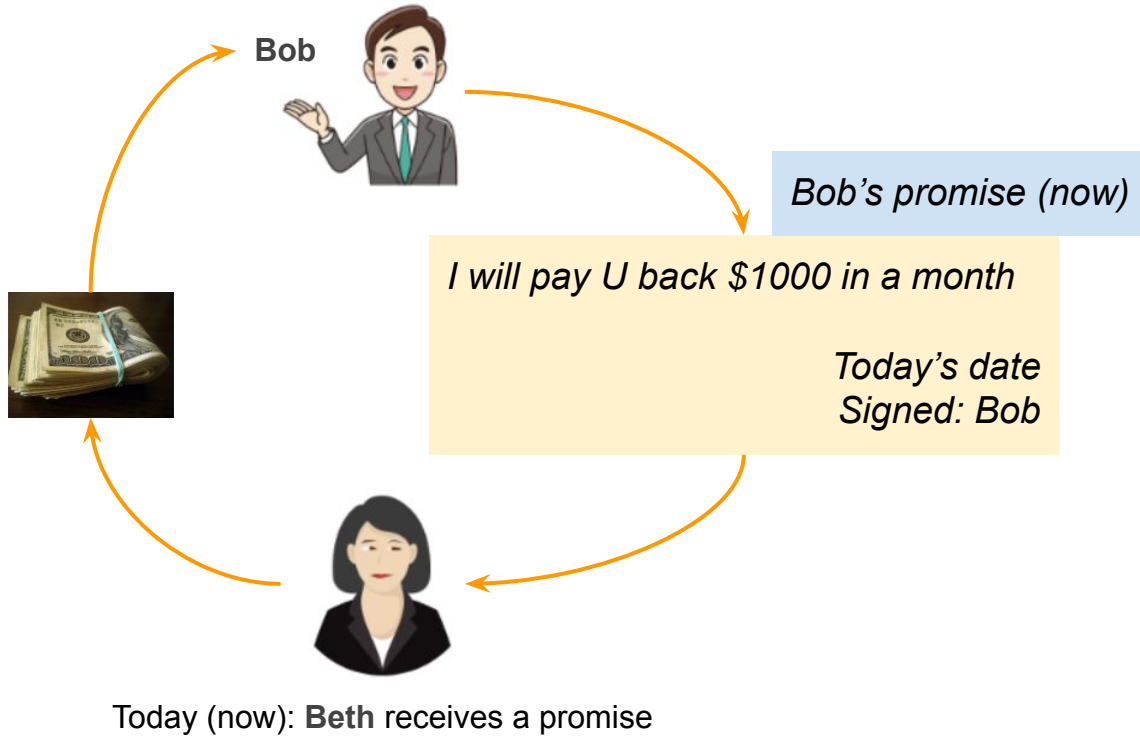 Bob
Bob’s promise (now)
I will pay U back $1000 in a month
Today’s date
Signed: Bob
Today (now): Beth receives a promise